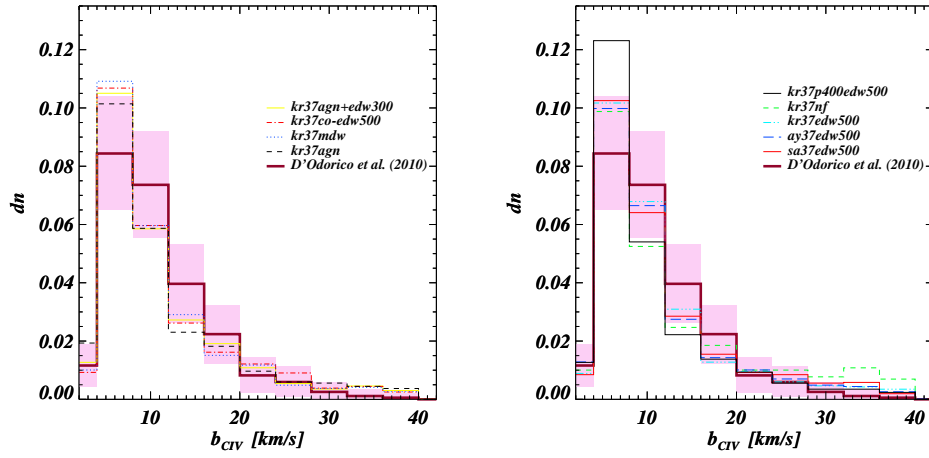 0.12
0.10
0.08
0.06
0.04
0.02
0.00
dn
10
20
30
40
b_CIV [km/s]
kr37agn+edw300
kr37co-edw500
kr37mdw
kr37agn
D'Odorico et al. (2010)
0.12
0.10
0.08
0.06
0.04
0.02
0.00
dn
10
20
30
40
b_CIV [km/s]
kr37p400edw500
kr37nf
kr37edw500
ay37edw500
sa37edw500
D'Odorico et al. (2010)